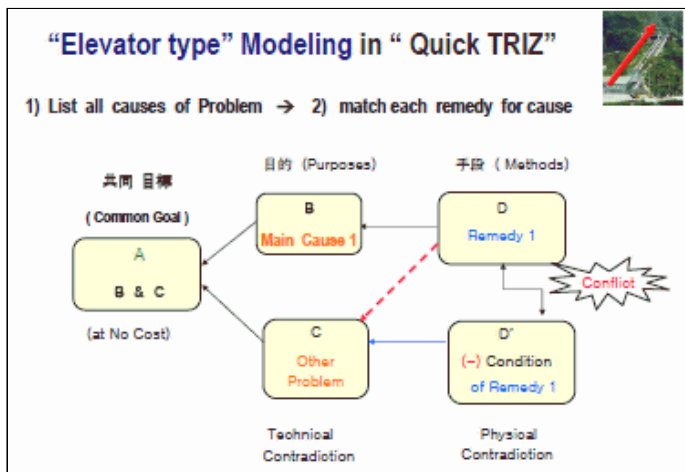 “Elevator type” Modeling in “ Quick TRIZ”
1) List all causes of Problem → 2) match each remedy for cause
目的 (Purposes)
手段 ( Methods)
共同 目標
( Common Goal )
A
B & C
(at No Cost)
B
Main Cause 1
D
Remedy 1
Conflict
C
Other
Problem
D’
(−) Condition
of Remedy 1
Technical
Contradiction
Physical
Contradiction